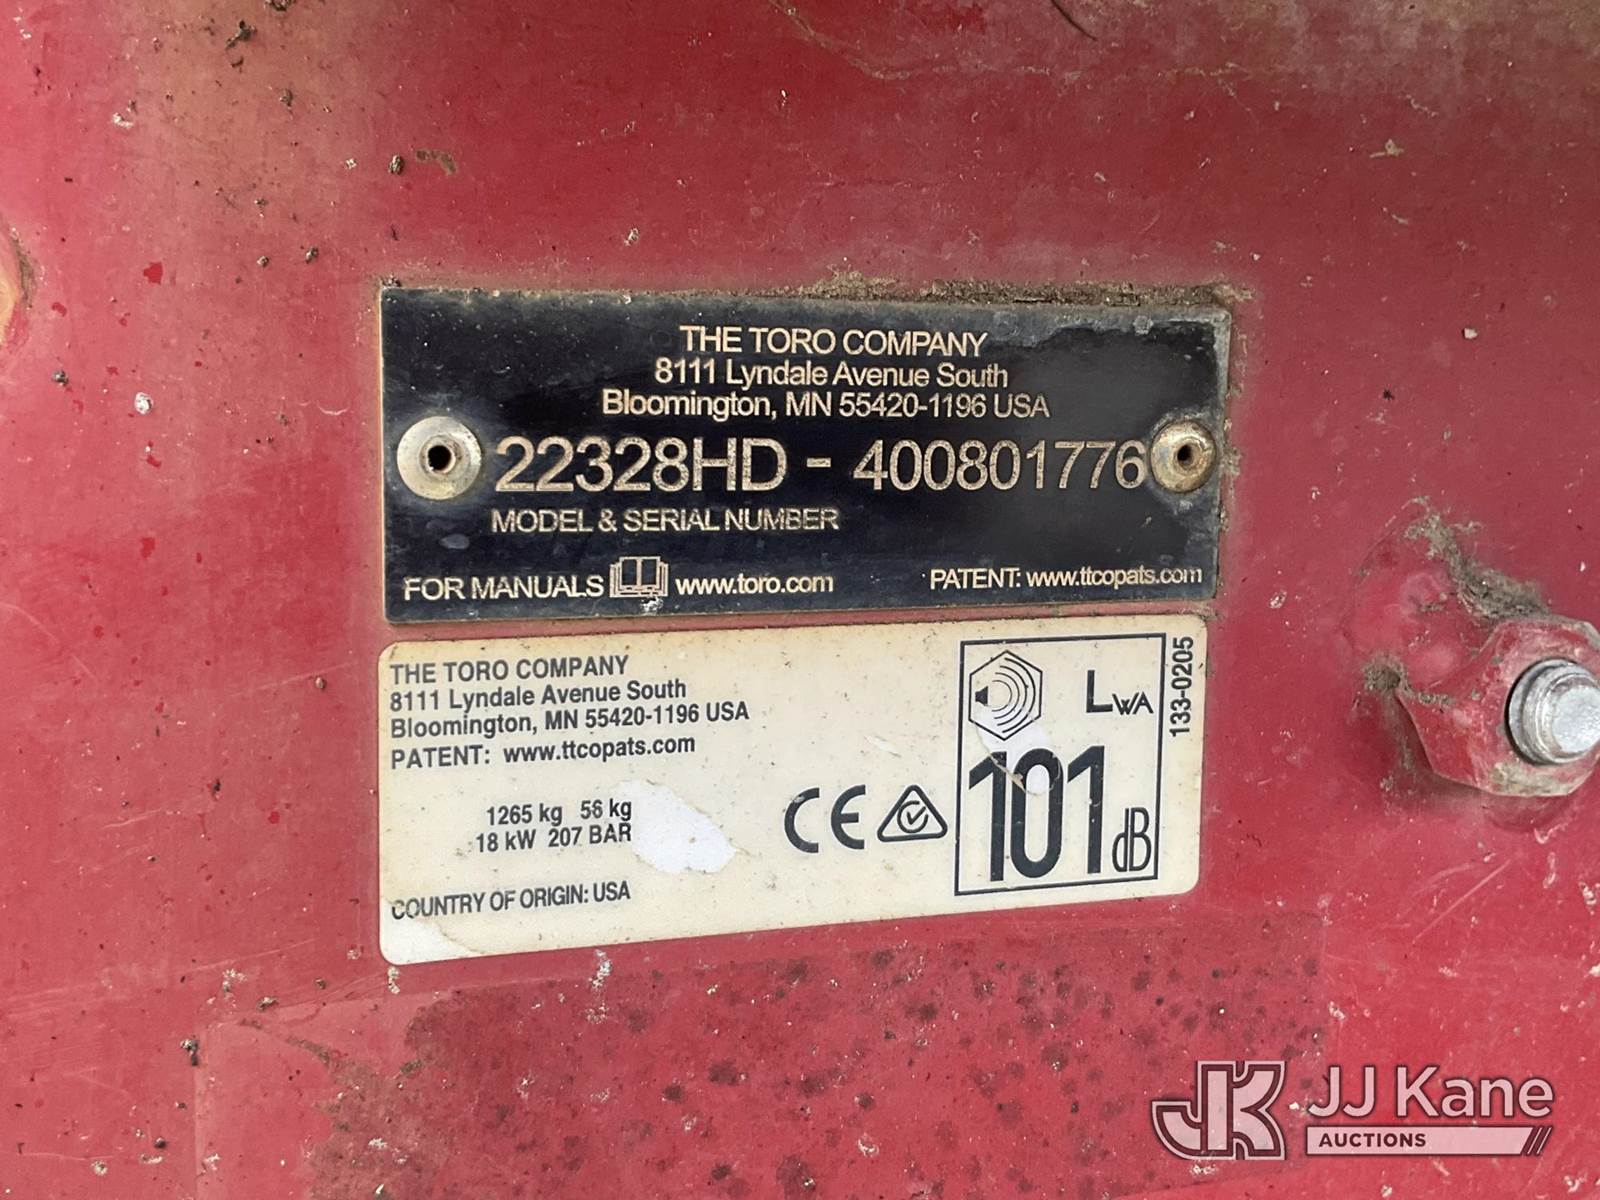 THE TORO COMPANY
8111 Lyndale Avenue South
Bloomington, MN 55420-1196 USA
22328HD - 400801776
MODEL & SERIAL NUMBER
FOR MANUALS www.toro.com
PATENT: www.ttcopats.com
THE TORO COMPANY
8111 Lyndale Avenue South
Bloomington, MN 55420-1196 USA
PATENT: www.ttcopats.com
1265 kg 56 kg
18 kW 207 BAR
COUNTRY OF ORIGIN: USA
CE
LWA
101 dB
133-0205
JK JJ Kane
AUCTIONS